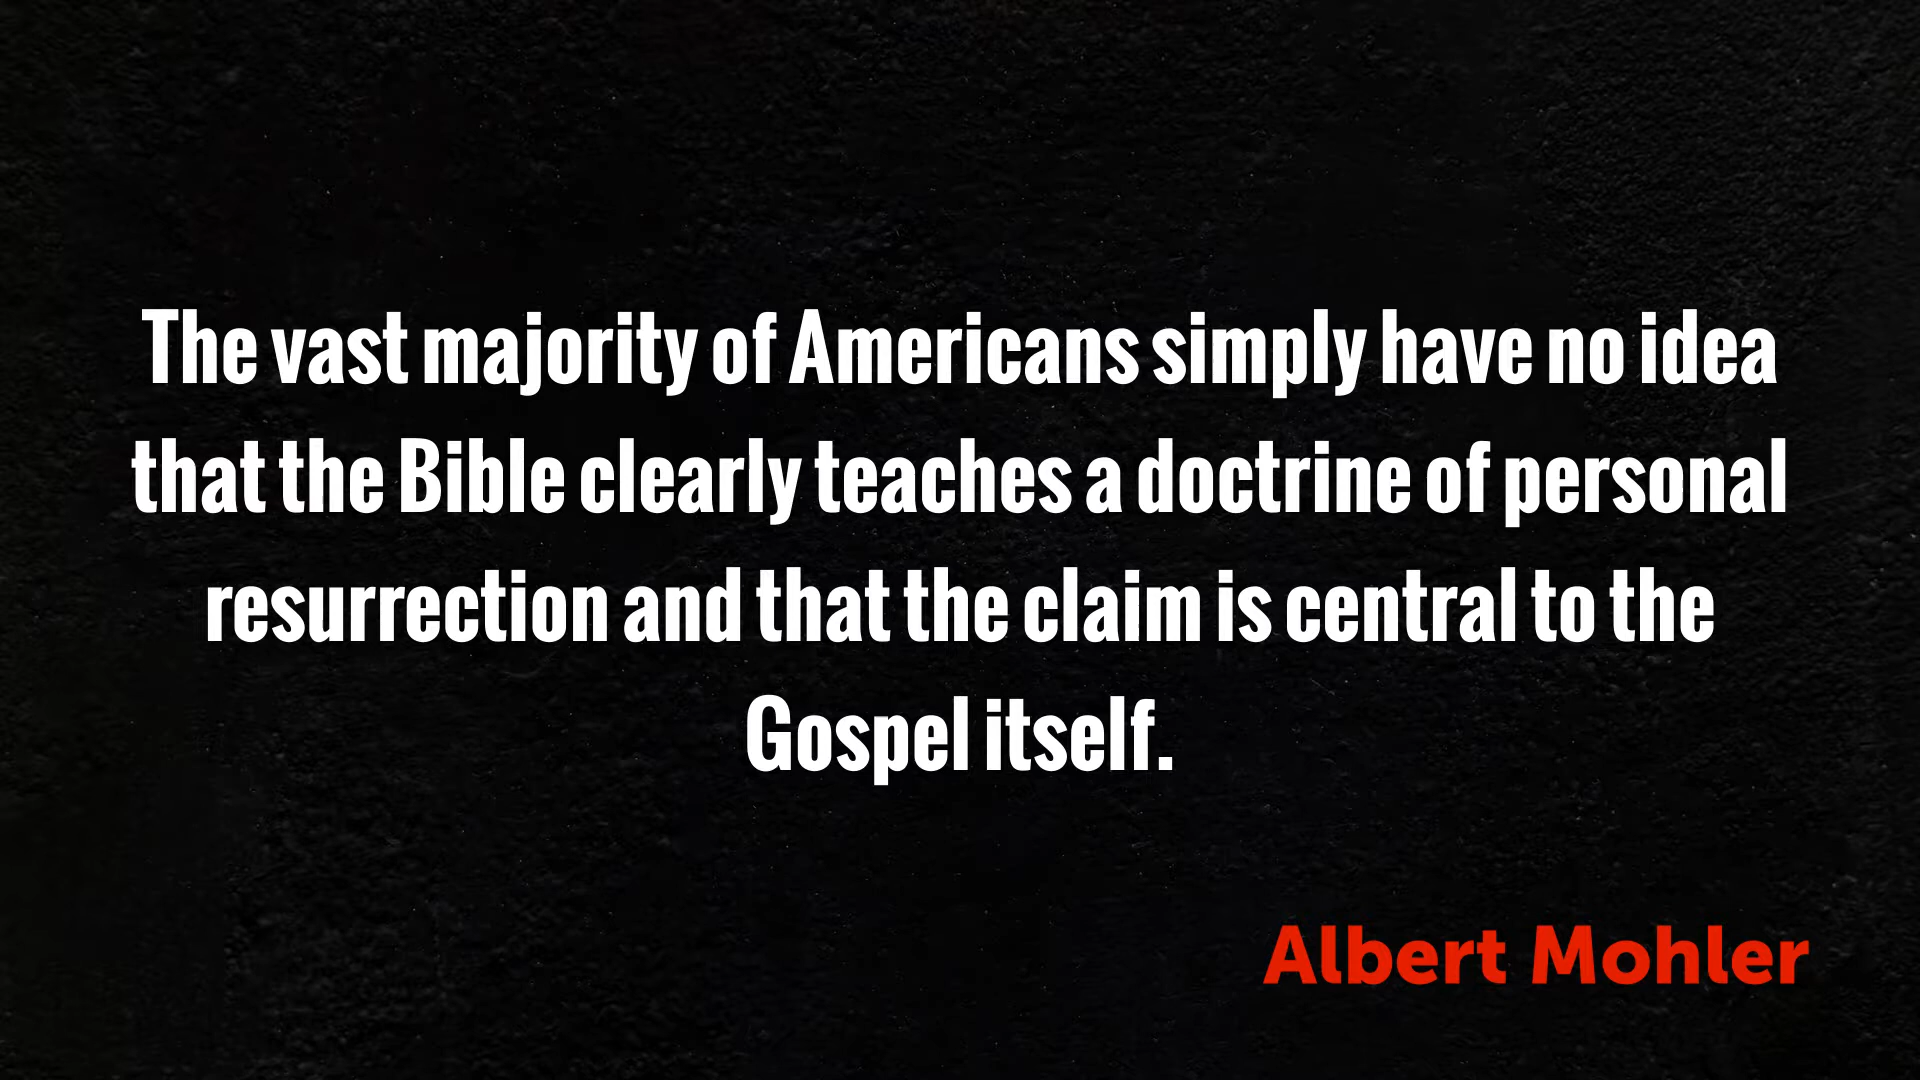 The vast majority of Americans simply have no idea
that the Bible clearly teaches a doctrine of personal
resurrection and that the claim is central to the
Gospel itself.
Albert Mohler